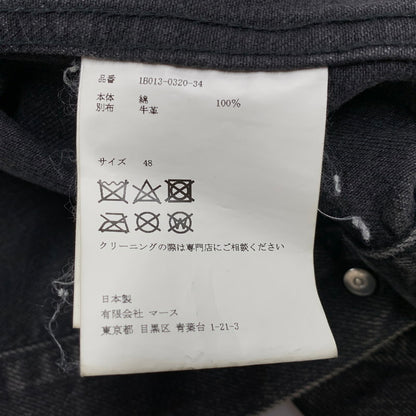 品番 IB013-0320-34
本体 綿 100%
別布 牛革
サイズ 48
クリーニングの際は専門店にご相談ください
日本製
有限会社 マース
東京都 目黒区 青葉台 1-21-3